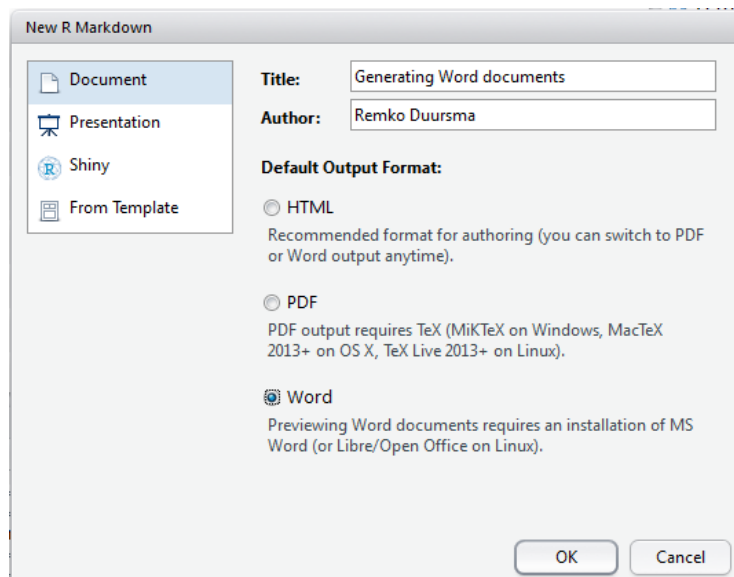 New R Markdown
Document
Presentation
R Shiny
From Template
Title: Generating Word documents
Author: Remko Duursma
Default Output Format:
HTML
Recommended format for authoring (you can switch to PDF
or Word output anytime).
PDF
PDF output requires TeX (MiKTeX on Windows, MacTeX
2013+ on OS X, TeX Live 2013+ on Linux).
Word
Previewing Word documents requires an installation of MS
Word (or Libre/Open Office on Linux).
OK Cancel